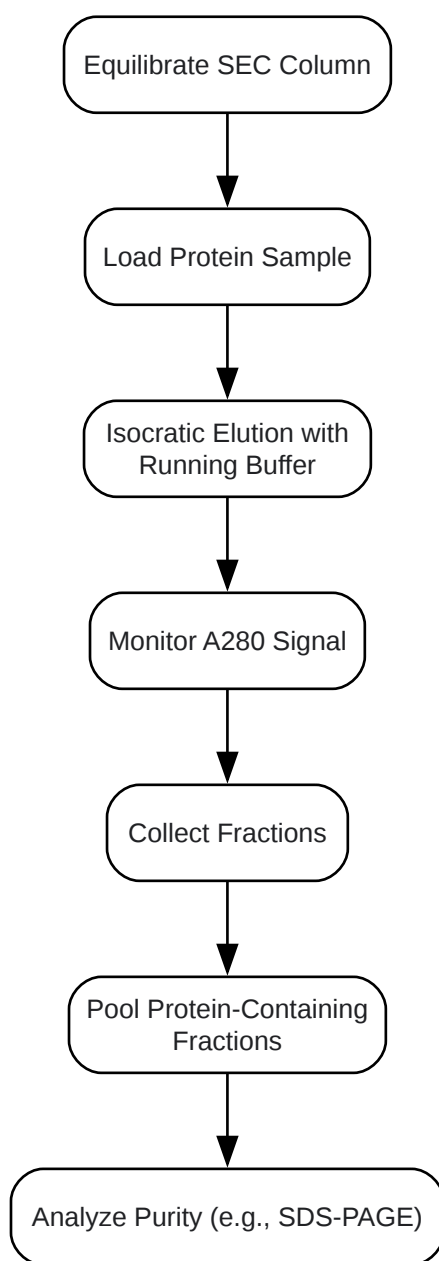 Equilibrate SEC Column
Load Protein Sample
Isocratic Elution with
Running Buffer
Monitor A280 Signal
Collect Fractions
Pool Protein-Containing
Fractions
Analyze Purity (e.g., SDS-PAGE)